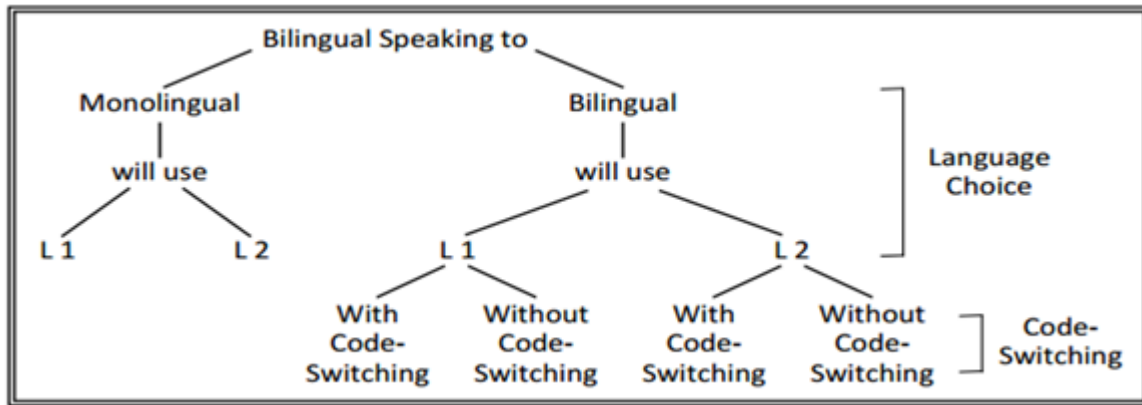 Bilingual Speaking to
Monolingual
Bilingual
will use
will use
Language
Choice
L 1
L 2
L 1
L 2
With
Code-
Switching
Without
Code-
Switching
With
Code-
Switching
Without
Code-
Switching
Code-
Switching